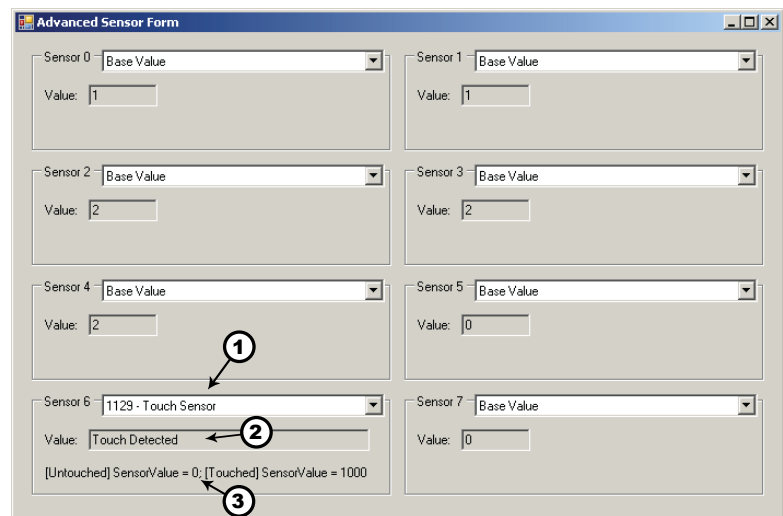 Advanced Sensor Form
Sensor 0 Base Value
Value: 1
Sensor 1 Base Value
Value: 1
Sensor 2 Base Value
Value: 2
Sensor 3 Base Value
Value: 2
Sensor 4 Base Value
Value: 2
Sensor 5 Base Value
Value: 0
1
Sensor 6 1129 - Touch Sensor
Value: Touch Detected
2
[Untouched] SensorValue = 0; [Touched] SensorValue = 1000
3
Sensor 7 Base Value
Value: 0